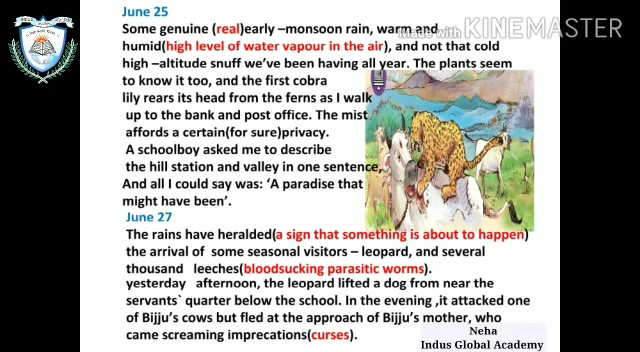 June 25
Some genuine (real)early –monsoon rain, warm and
humid(high level of water vapour in the air), and not that cold
high –altitude snuff we've been having all year. The plants seem
to know it too, and the first cobra
lily rears its head from the ferns as I walk
up to the bank and post office. The mist
affords a certain(for sure)privacy.
A schoolboy asked me to describe
the hill station and valley in one sentence,
And all I could say was: 'A paradise that
might have been'.
June 27
The rains have heralded(a sign that something is about to happen)
the arrival of some seasonal visitors – leopard, and several
thousand leeches(bloodsucking parasitic worms).
yesterday afternoon, the leopard lifted a dog from near the
servants` quarter below the school. In the evening ,it attacked one
of Bijju's cows but fled at the approach of Bijju's mother, who
came screaming imprecations(curses).
Made with KINEMASTER
Neha
Indus Global Academy